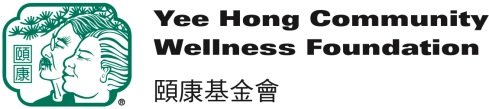 頤康
®
Yee Hong Community
Wellness Foundation
頤康基金會